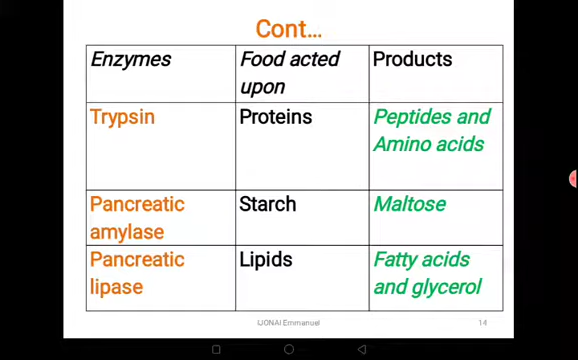 Cont...
Enzymes
Food acted
upon
Products
Trypsin
Proteins
Peptides and
Amino acids
Pancreatic
amylase
Starch
Maltose
Pancreatic
lipase
Lipids
Fatty acids
and glycerol
IJONAI Emmanuel
14